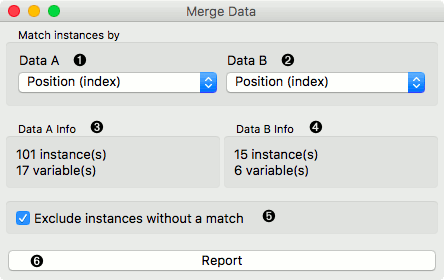 Merge Data
Match instances by
Data A ❶ Data B ❷
Position (index) Position (index)
Data A Info ❸ Data B Info ❹
101 instance(s) 15 instance(s)
17 variable(s) 6 variable(s)
Exclude instances without a match ❺
❻ Report